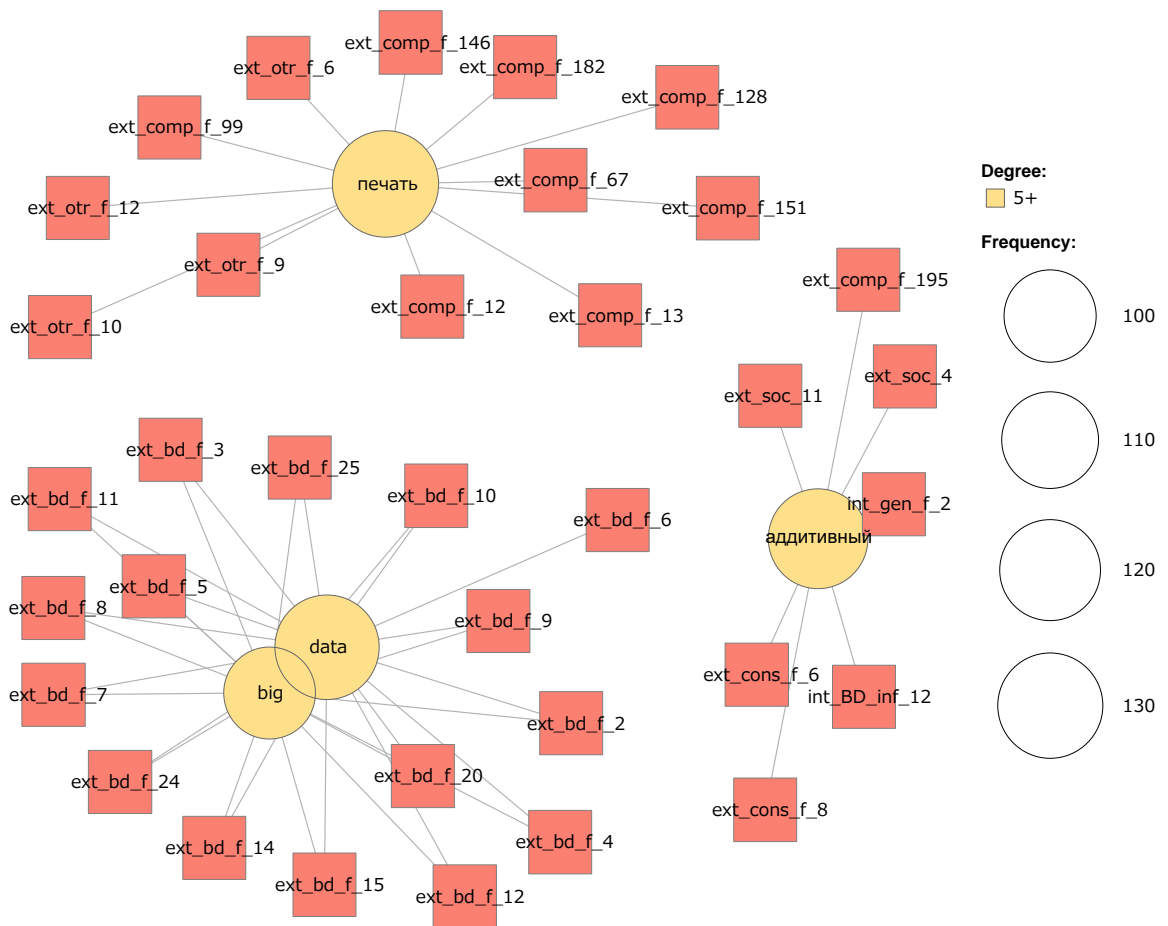 ext_comp_f_146
ext_otr_f_6
ext_comp_f_182
ext_comp_f_128
ext_comp_f_99
печать
ext_comp_f_67
ext_otr_f_12
ext_comp_f_151
ext_otr_f_9
ext_comp_f_12
ext_comp_f_13
ext_otr_f_10
Degree:
5+
Frequency:
100
110
120
130
ext_comp_f_195
ext_soc_4
ext_soc_11
int_gen_f_2
аддитивный
ext_cons_f_6
int_BD_inf_12
ext_cons_f_8
ext_bd_f_3
ext_bd_f_25
ext_bd_f_11
ext_bd_f_10
ext_bd_f_6
ext_bd_f_5
ext_bd_f_8
ext_bd_f_9
data
big
ext_bd_f_7
ext_bd_f_2
ext_bd_f_20
ext_bd_f_24
ext_bd_f_4
ext_bd_f_14
ext_bd_f_15
ext_bd_f_12